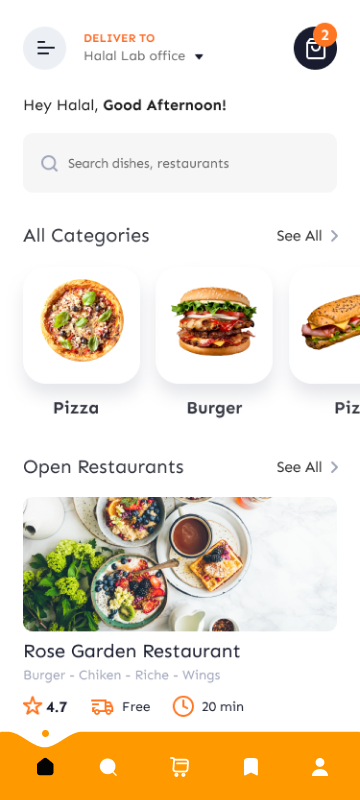 DELIVER TO
Halal Lab office
2
Hey Halal, Good Afternoon!
Search dishes, restaurants
All Categories
See All
Pizza
Burger
Piz
Open Restaurants
See All
Rose Garden Restaurant
Burger - Chiken - Riche - Wings
4.7
Free
20 min